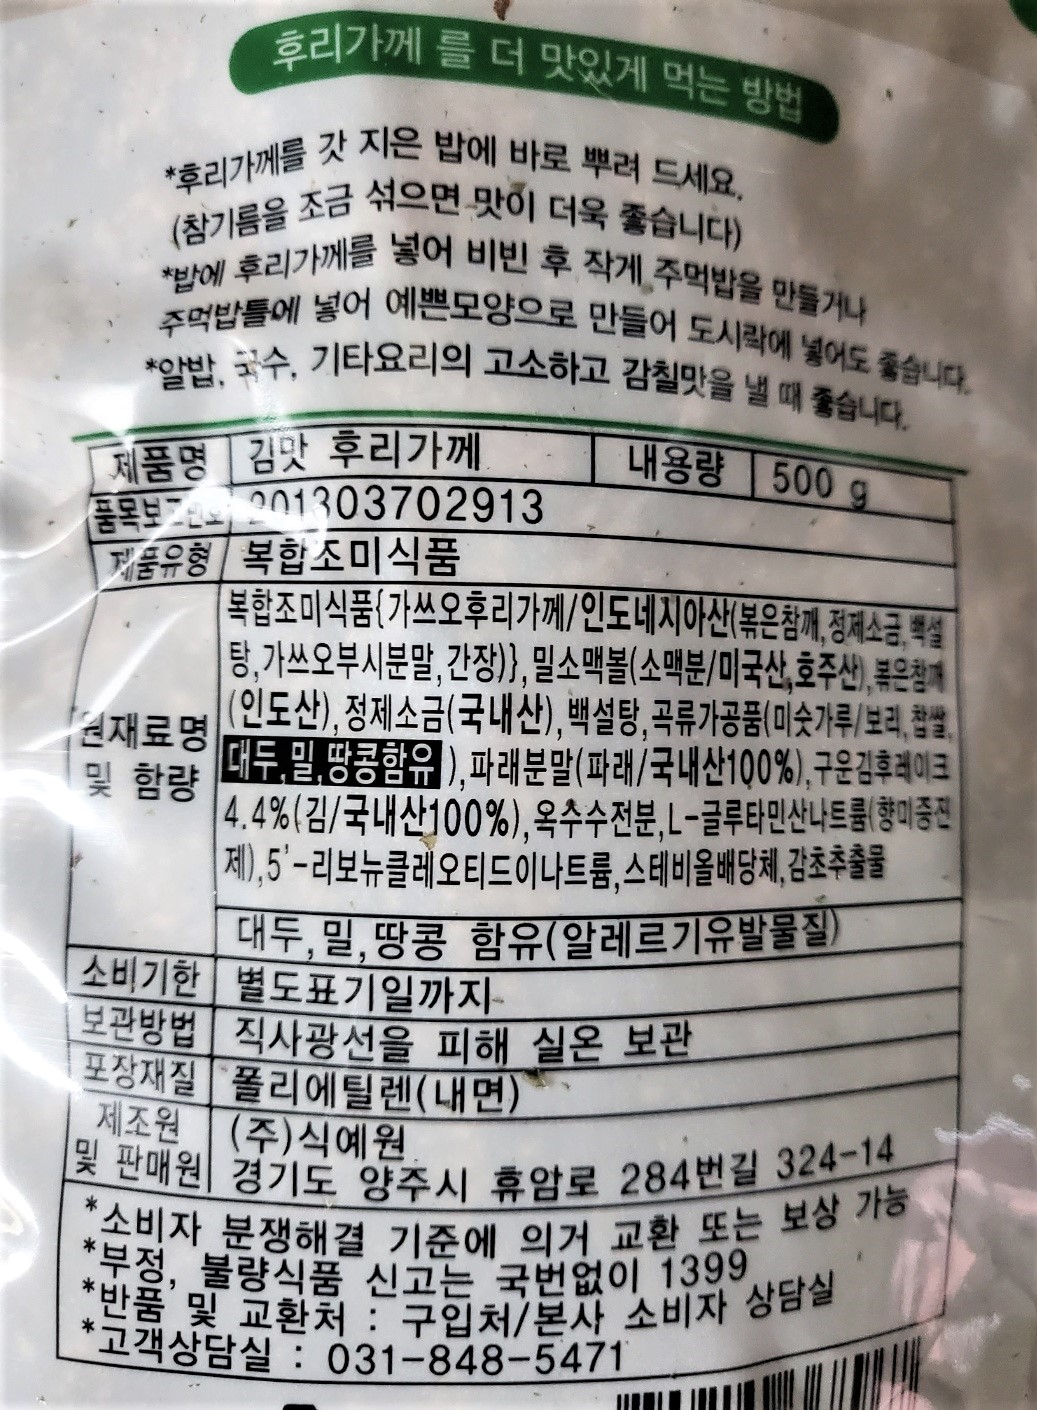 후리가께 를 더 맛있게 먹는 방법
*후리가께를 갓 지은 밥에 바로 뿌려 드세요.
(참기름을 조금 섞으면 맛이 더욱 좋습니다)
*밥에 후리가께를 넣어 비빈 후 작게 주먹밥을 만들거나
주먹밥틀에 넣어 예쁜모양으로 만들어 도시락에 넣어도 좋습니다.
*알밥, 국수, 기타요리의 고소하고 감칠맛을 낼 때 좋습니다.
제품명 김맛 후리가께 내용량 500 g
품목보고번호 201303702913
제품유형 복합조미식품
복합조미식품{가쓰오후리가께/인도네지아산(볶은참깨,정제소금,백설
탕,가쓰오부시분말,간장)},밀소맥볼(소맥분/미국산,호주산),볶은참깨
원재료명 (인도산),정제소금(국내산),백설탕,곡류가공품(미숫가루/보리,찹쌀,
및 함량 대두,밀,땅콩함유),파래분말(파래/국내산100%),구운김후레이크
4.4%(김/국내산100%),옥수수전분,L-글루타민산나트륨(향미증진
제),5'-리보뉴클레오티드이나트륨,스테비올배당체,감초추출물
대두,밀,땅콩 함유(알레르기유발물질)
소비기한 별도표기일까지
보관방법 직사광선을 피해 실온 보관
포장재질 폴리에틸렌(내면)
제조원 (주)식예원
및 판매원 경기도 양주시 휴암로 284번길 324-14
*소비자 분쟁해결 기준에 의거 교환 또는 보상 가능
*부정, 불량식품 신고는 국번없이 1399
*반품 및 교환처 : 구입처/본사 소비자 상담실
*고객상담실 : 031-848-5471